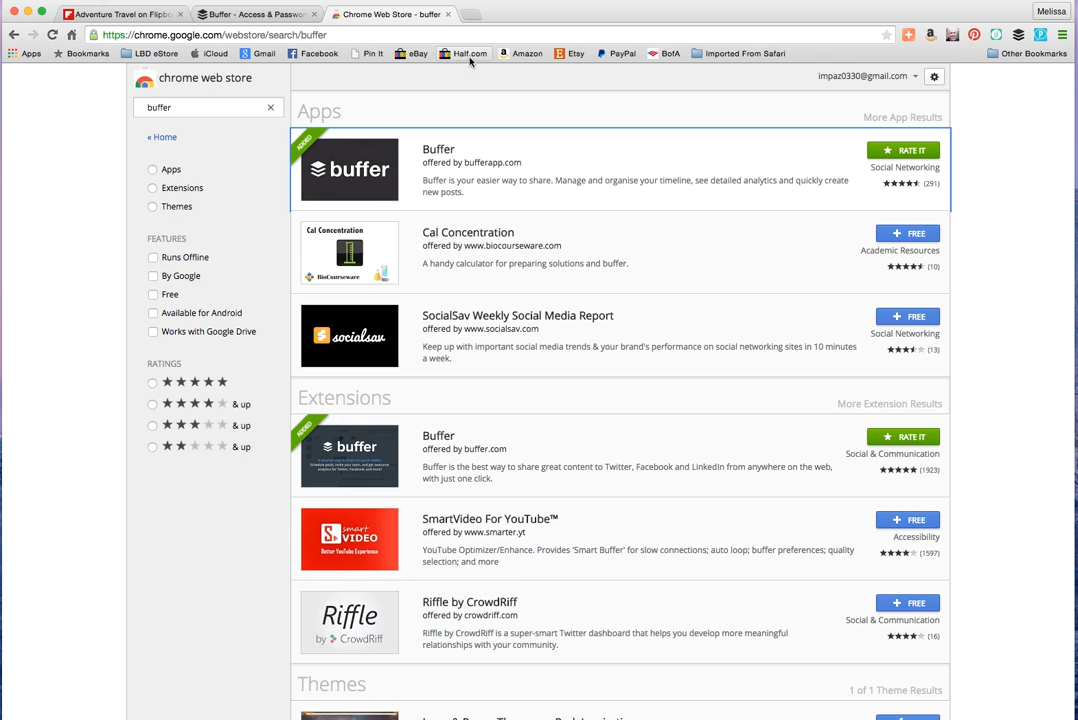 Adventure Travel on Flipbo
Buffer - Access & Passwo
Chrome Web Store - buffer
Melissa
https://chrome.google.com/webstore/search/buffer
Apps
Bookmarks
LBD eStore
iCloud
Gmail
Facebook
Pin It
eBay
Half.com
Amazon
Etsy
PayPal
BofA
Imported From Safari
Other Bookmarks
chrome web store
impaz0330@gmail.com
buffer
« Home
Apps
Extensions
Themes
FEATURES
Runs Offline
By Google
Free
Available for Android
Works with Google Drive
RATINGS
& up
& up
& up
Apps
More App Results
ADDED
buffer
Buffer
offered by bufferapp.com
Buffer is your easier way to share. Manage and organise your timeline, see detailed analytics and quickly create
new posts.
RATE IT
Social Networking
(291)
Cal Concentration
BioCourseware
Cal Concentration
offered by www.biocourseware.com
A handy calculator for preparing solutions and buffer.
FREE
Academic Resources
(10)
socialsav
SocialSav Weekly Social Media Report
offered by www.socialsav.com
Keep up with important social media trends & your brand's performance on social networking sites in 10 minutes
a week.
FREE
Social Networking
(13)
Extensions
More Extension Results
ADDED
buffer
Buffer
offered by buffer.com
Buffer is the best way to share great content to Twitter, Facebook and LinkedIn from anywhere on the web,
with just one click.
RATE IT
Social & Communication
(1923)
smart
VIDEO
Better YouTube Experience
SmartVideo For YouTube™
offered by www.smarter.yt
YouTube Optimizer/Enhance. Provides 'Smart Buffer' for slow connections; auto loop; buffer preferences; quality
selection; and more
FREE
Accessibility
(1597)
Riffle
by CrowdRiff
Riffle by CrowdRiff
offered by crowdriff.com
Riffle by CrowdRiff is a super-smart Twitter dashboard that helps you develop more meaningful
relationships with your community.
FREE
Social & Communication
(16)
Themes
1 of 1 Theme Results